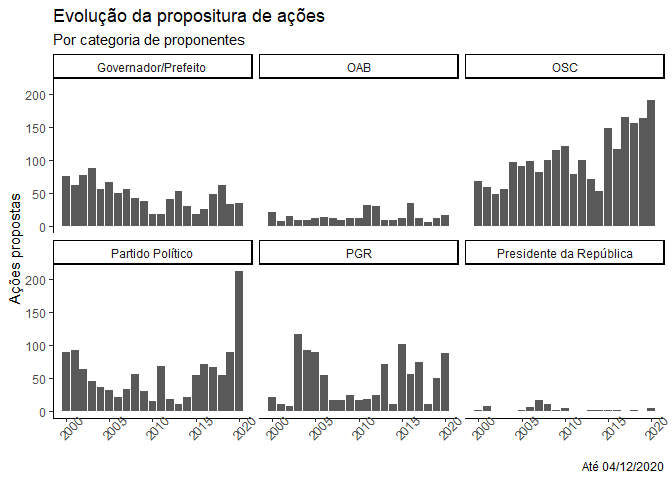 Evolução da propositura de ações
Por categoria de proponentes
Governador/Prefeito
OAB
OSC
200
150
100
50
0
Ações propostas
Partido Político
PGR
Presidente da República
200
150
100
50
0
2000 2005 2010 2015 2020
2000 2005 2010 2015 2020
2000 2005 2010 2015 2020
Até 04/12/2020